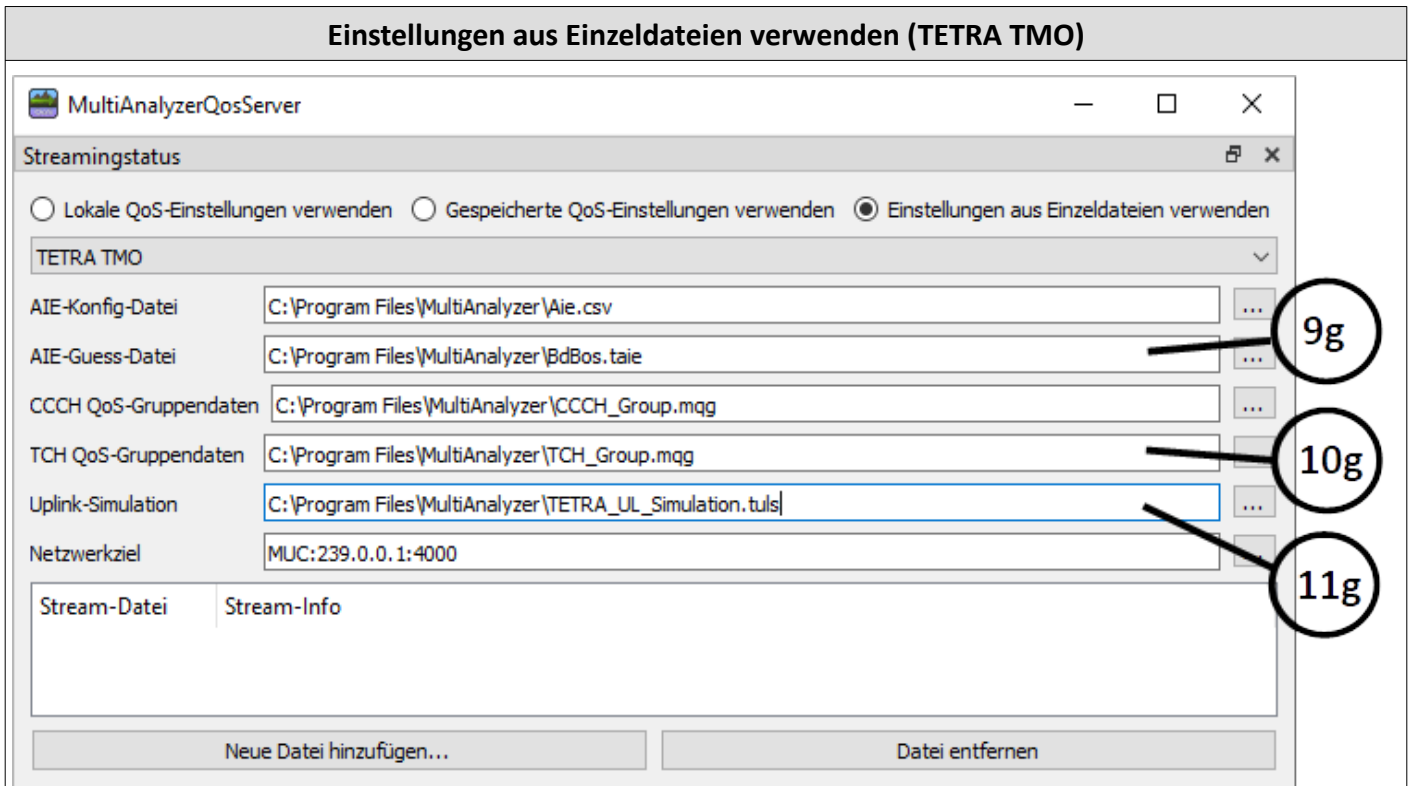 Einstellungen aus Einzeldateien verwenden (TETRA TMO)
MultiAnalyzerQosServer
Streamingstatus
Lokale QoS-Einstellungen verwenden Gespeicherte QoS-Einstellungen verwenden Einstellungen aus Einzeldateien verwenden
TETRA TMO
AIE-Konfig-Datei C:\Program Files\MultiAnalyzer\Aie.csv ...
9g
AIE-Guess-Datei C:\Program Files\MultiAnalyzer\BdBos.taie ...
CCCH QoS-Gruppendaten C:\Program Files\MultiAnalyzer\CCCH_Group.mqg ...
TCH QoS-Gruppendaten C:\Program Files\MultiAnalyzer\TCH_Group.mqg
10g
Uplink-Simulation C:\Program Files\MultiAnalyzer\TETRA_UL_Simulation.tuls ...
Netzwerkziel MUC:239.0.0.1:4000 ...
11g
Stream-Datei Stream-Info
Neue Datei hinzufügen... Datei entfernen